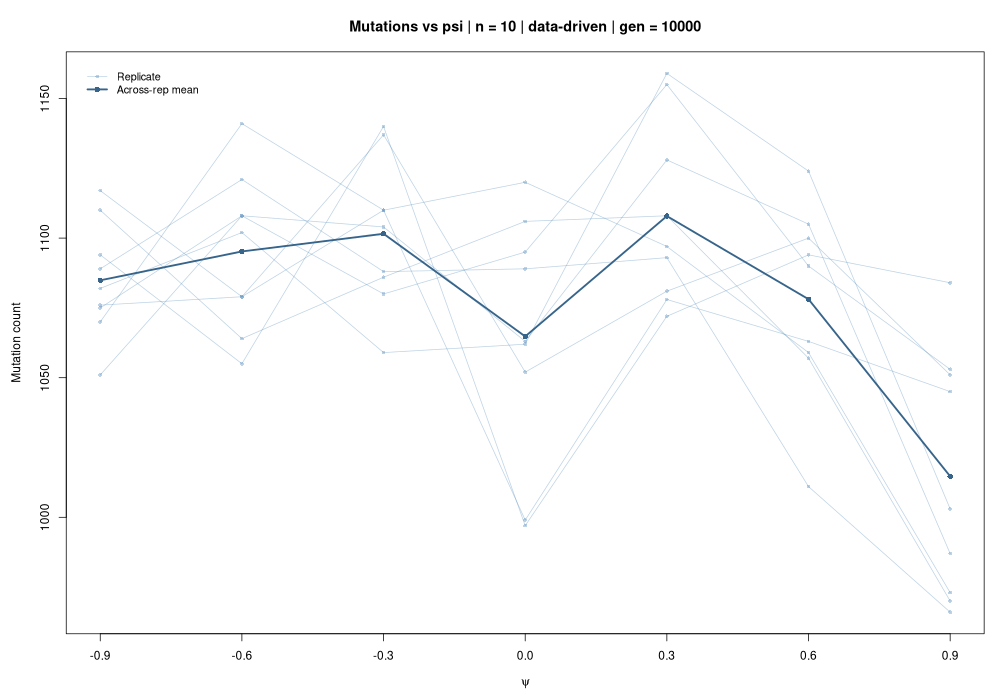 Mutations vs psi | n = 10 | data-driven | gen = 10000
Replicate
Across-rep mean
Mutation count
1150
1100
1050
1000
-0.9 -0.6 -0.3 0.0 0.3 0.6 0.9
ψ